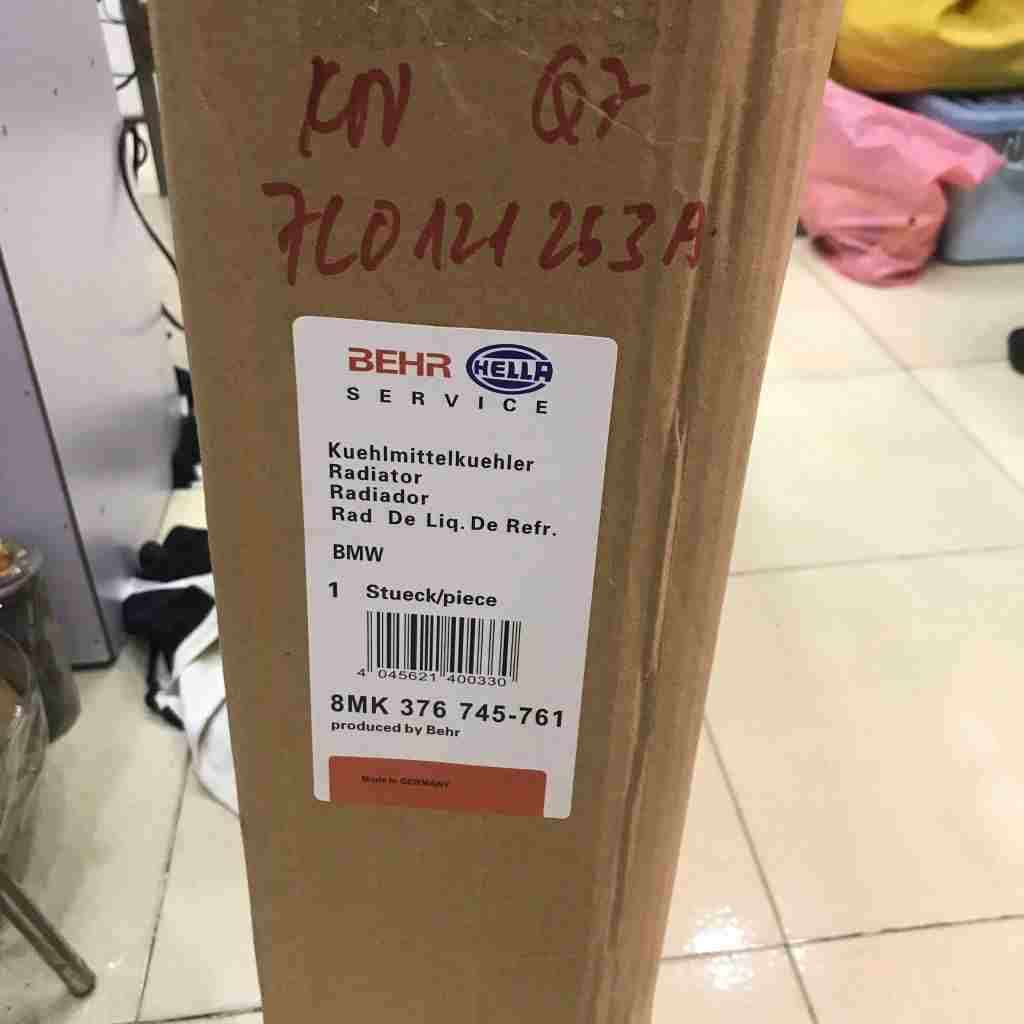 KN Q7
7L0121253A
BEHR HELLA
SERVICE
Kuehlmittelkuehler
Radiator
Radiador
Rad De Liq. De Refr.
BMW
1 Stueck/piece
4 045621 400330
8MK 376 745-761
produced by Behr
Made in GERMANY